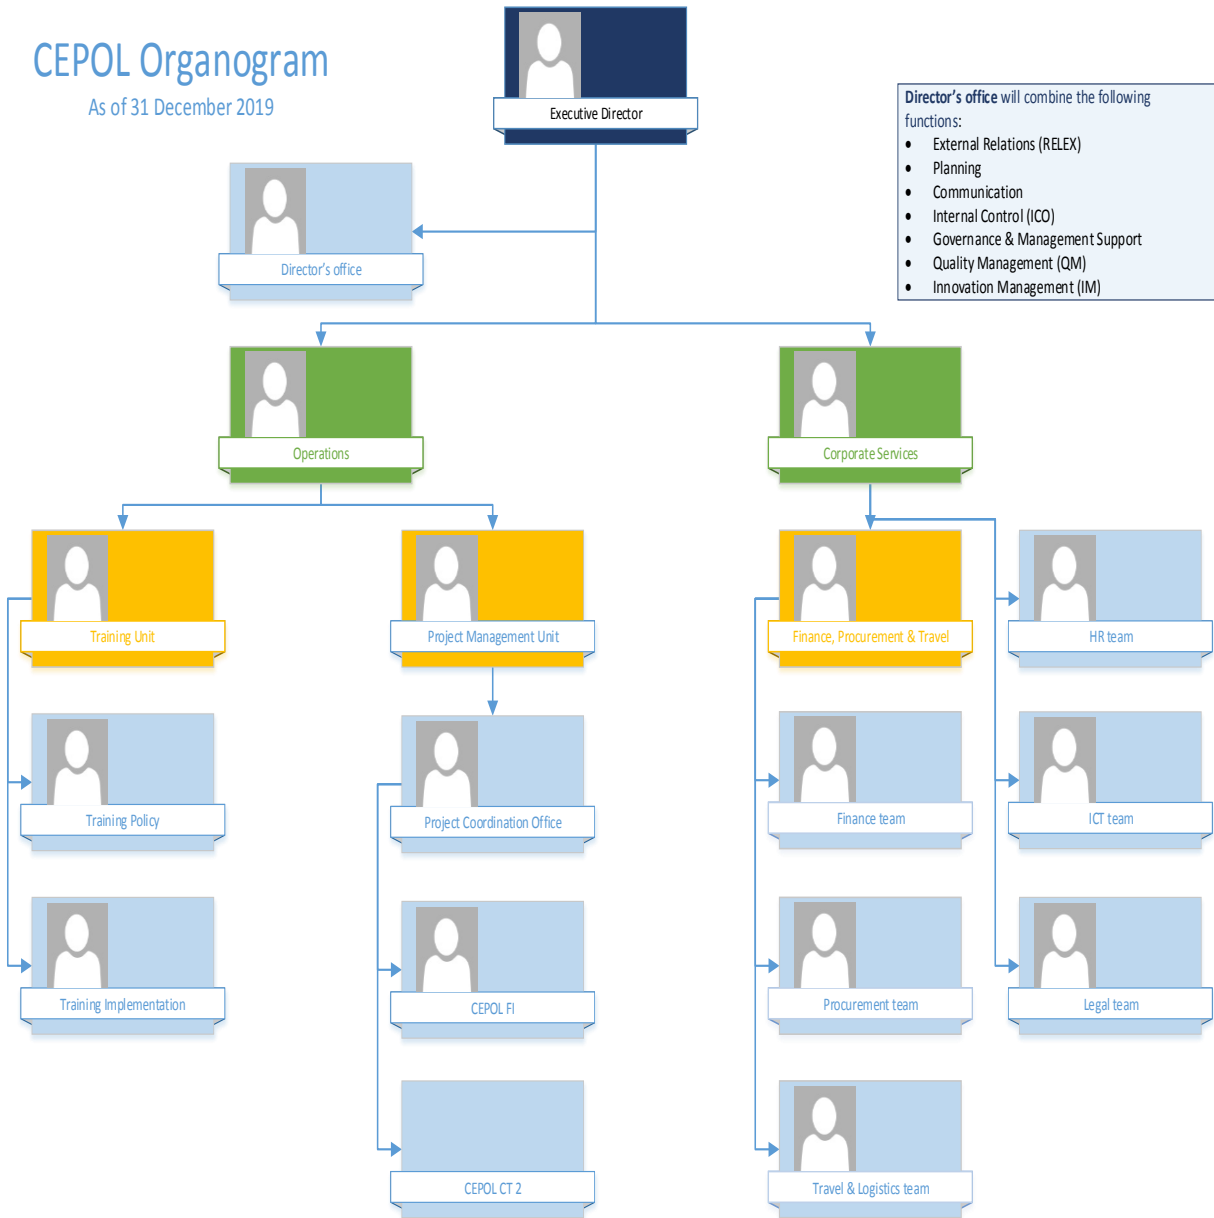 CEPOL Organogram
As of 31 December 2019
Executive Director
Director's office will combine the following
functions:
• External Relations (RELEX)
• Planning
• Communication
• Internal Control (ICO)
• Governance & Management Support
• Quality Management (QM)
• Innovation Management (IM)
Director's office
Operations
Corporate Services
Training Unit
Project Management Unit
Finance, Procurement & Travel
HR team
Training Policy
Project Coordination Office
Finance team
ICT team
Training Implementation
CEPOL FI
Procurement team
Legal team
CEPOL CT 2
Travel & Logistics team